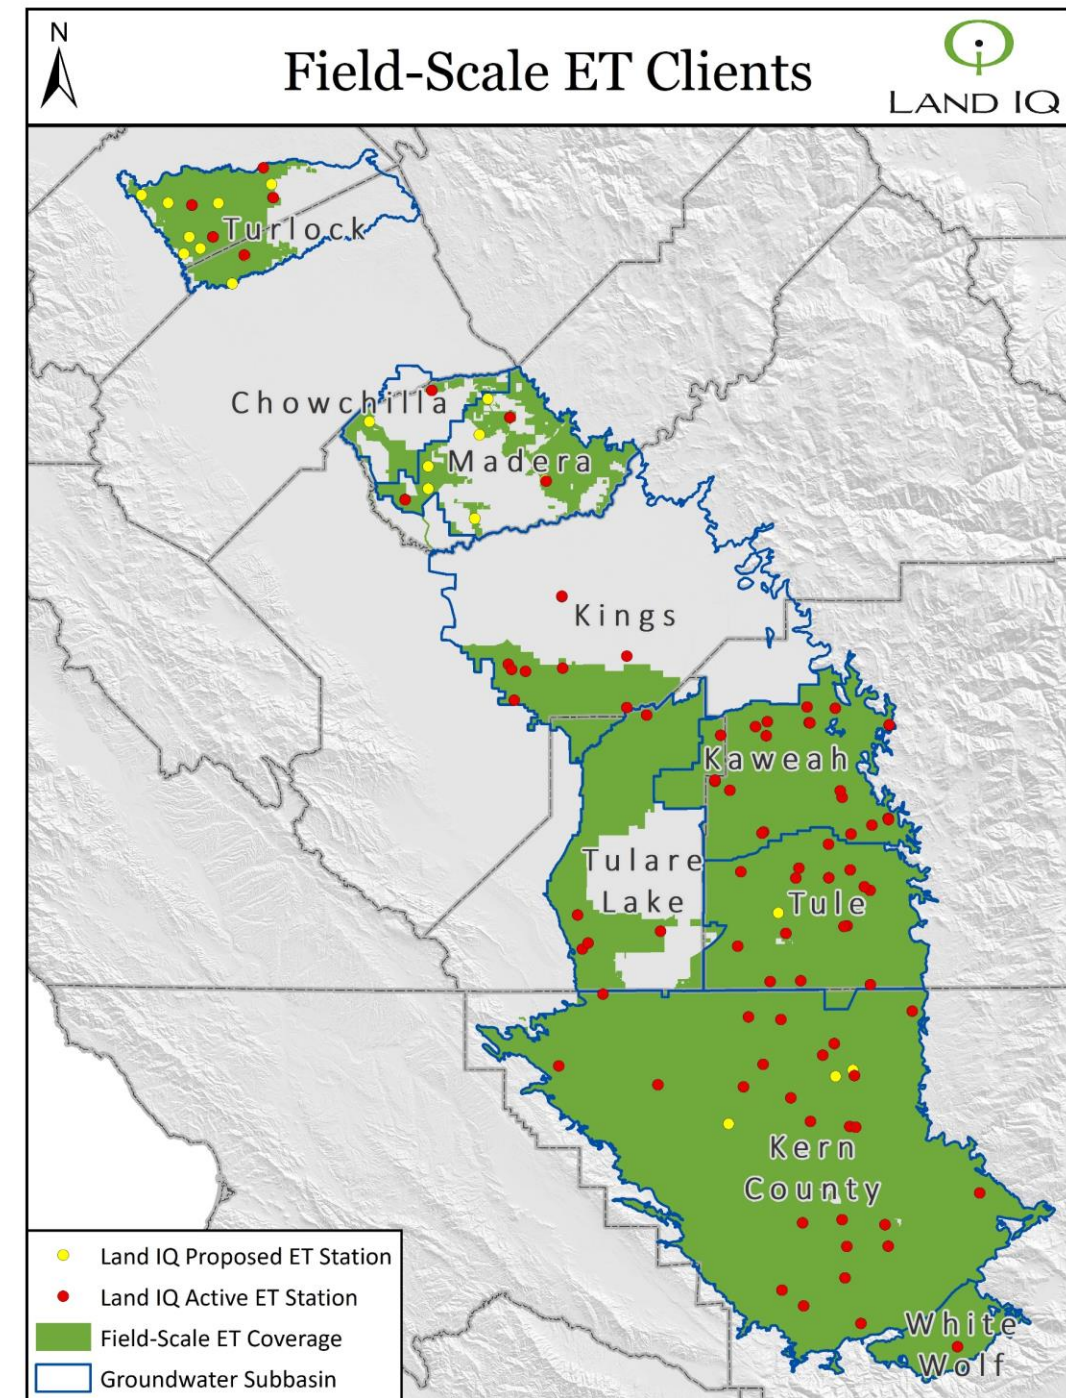 N
Field-Scale ET Clients
LAND IQ
Turlock
Chowchilla
Madera
Kings
Kaweah
Tulare
Lake
Tule
Kern
County
White
Wolf
Land IQ Proposed ET Station
Land IQ Active ET Station
Field-Scale ET Coverage
Groundwater Subbasin